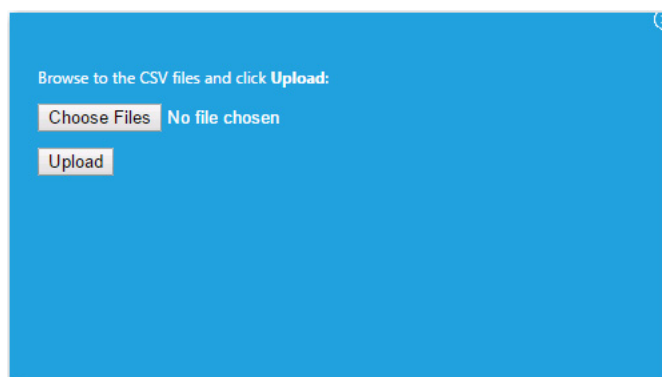 Browse to the CSV files and click Upload:
Choose Files No file chosen
Upload